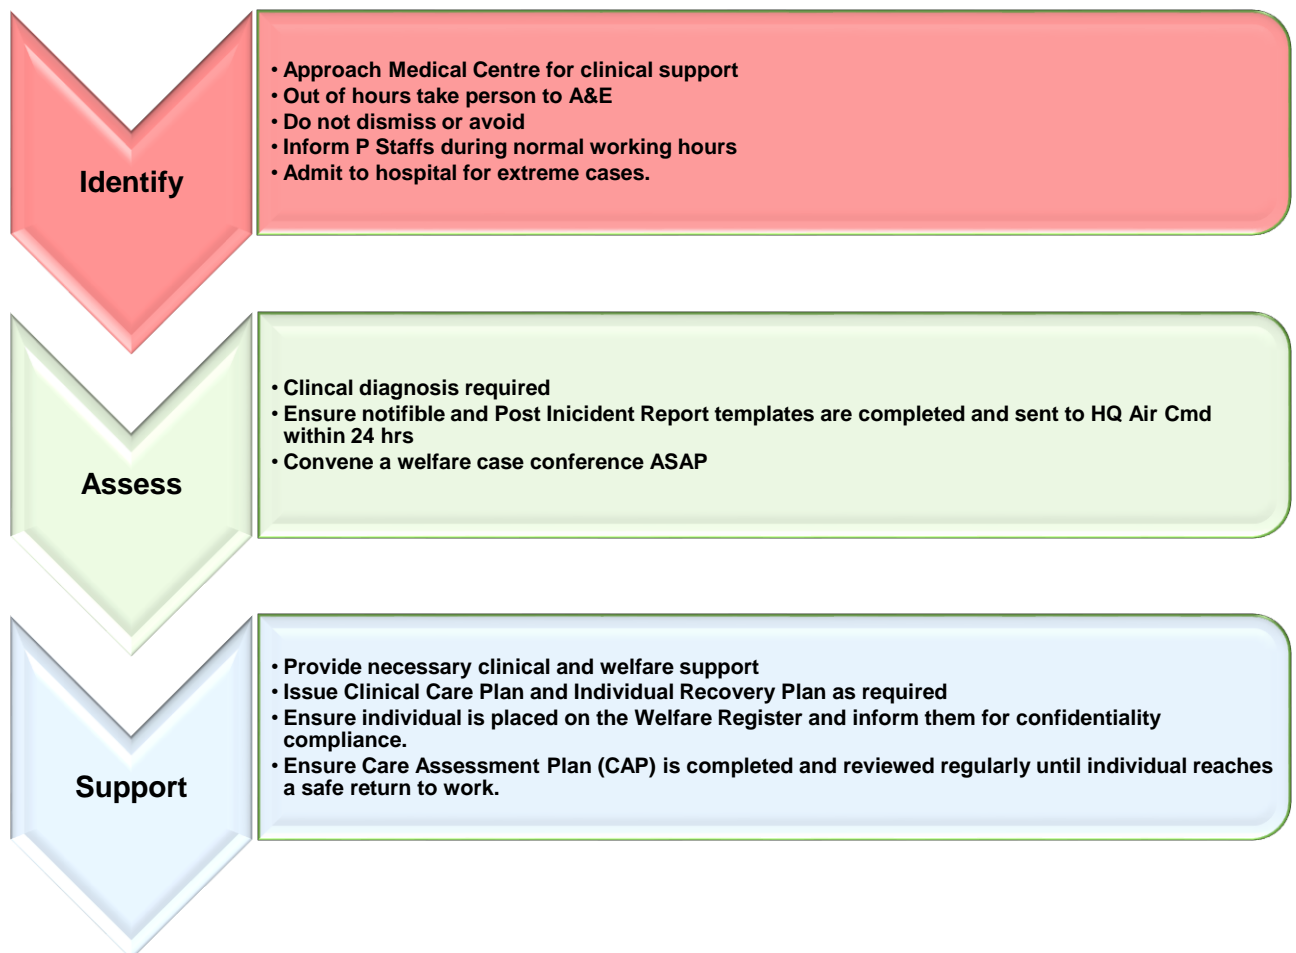 Identify
• Approach Medical Centre for clinical support
• Out of hours take person to A&E
• Do not dismiss or avoid
• Inform P Staffs during normal working hours
• Admit to hospital for extreme cases.
Assess
• Clincal diagnosis required
• Ensure notifible and Post Inicident Report templates are completed and sent to HQ Air Cmd
within 24 hrs
• Convene a welfare case conference ASAP
Support
• Provide necessary clinical and welfare support
• Issue Clinical Care Plan and Individual Recovery Plan as required
• Ensure individual is placed on the Welfare Register and inform them for confidentiality
compliance.
• Ensure Care Assessment Plan (CAP) is completed and reviewed regularly until individual reaches
a safe return to work.